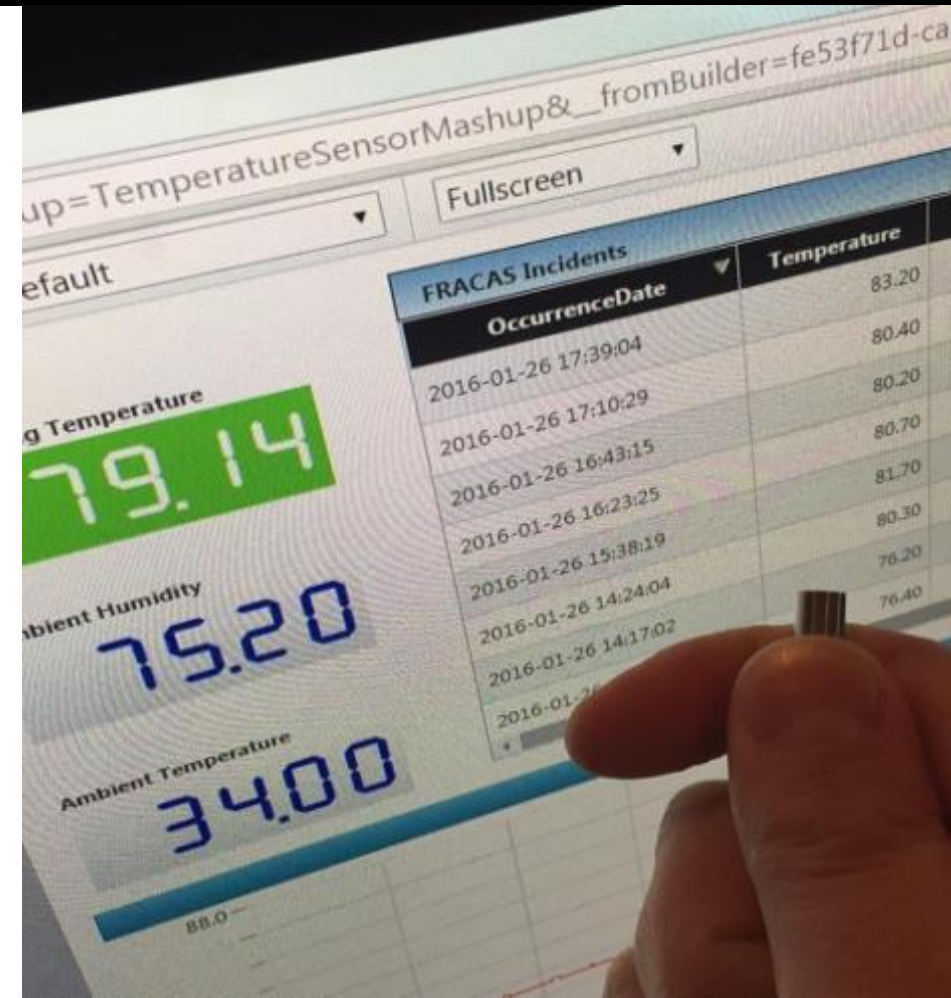 up=TemperatureSensorMashup&__fromBuilder=fe53f71d-ca
efault
Fullscreen
g Temperature
79.14
bient Humidity
75.20
Ambient Temperature
34.00
FRACAS Incidents
OccurrenceDate Temperature
2016-01-26 17:39:04 83.20
2016-01-26 17:10:29 80.40
2016-01-26 16:43:15 80.20
2016-01-26 16:23:25 80.70
2016-01-26 15:38:19 81.70
2016-01-26 14:24:04 80.30
2016-01-26 14:17:02 76.20
2016-01-26 76.40
88.0